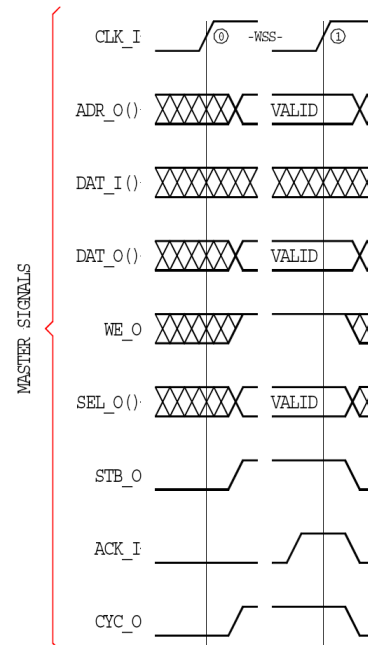 CLK_I
0 -WSS- 1
ADR_O()
VALID
DAT_I()
DAT_O()
VALID
MASTER SIGNALS
WE_O
SEL_O()
VALID
STB_O
ACK_I
CYC_O